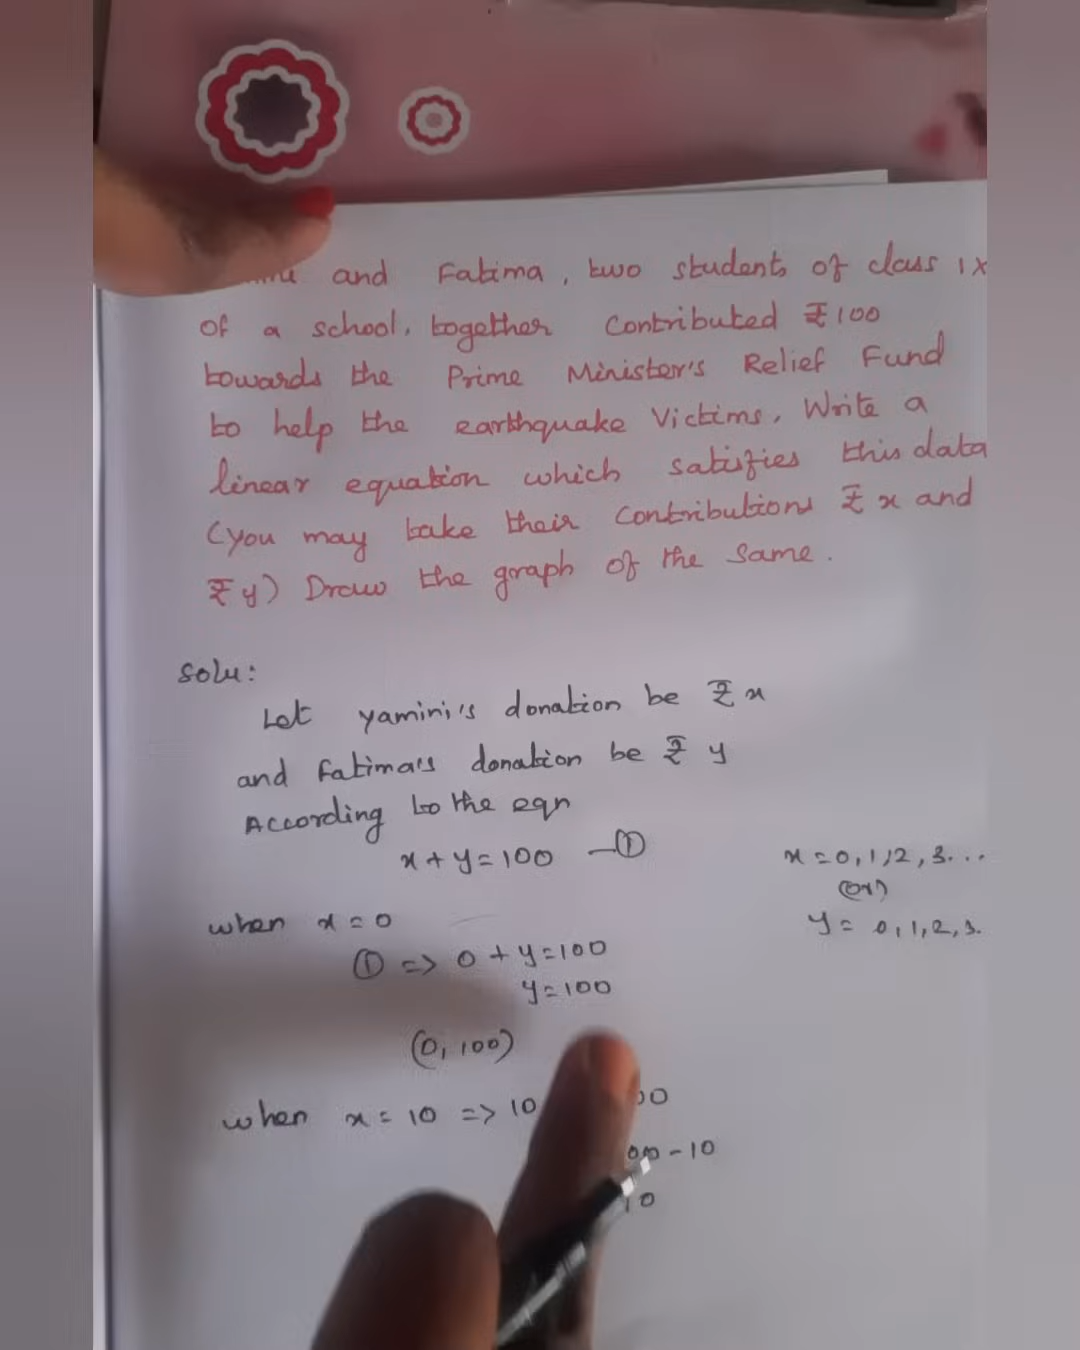 and Fatima, two students of class IX
of a school, together contributed ₹100
towards the Prime Minister's Relief Fund
to help the earthquake Victims. Write a
linear equation which satisfies this data
(you may take their contributions ₹ x and
₹ y) Draw the graph of the same.
Solu:
Let yamini's donation be ₹ x
and fatima's donation be ₹ y
According to the eqn
x + y = 100 —①
x = 0, 1, 2, 3...
(or)
y = 0, 1, 2, 3.
when x = 0
① => 0 + y = 100
y = 100
(0, 100)
when x = 10 => 10
- 10